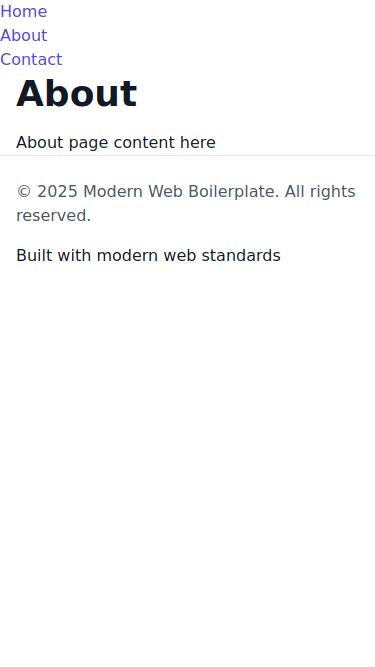 Home
About
Contact
About
About page content here
© 2025 Modern Web Boilerplate. All rights
reserved.
Built with modern web standards